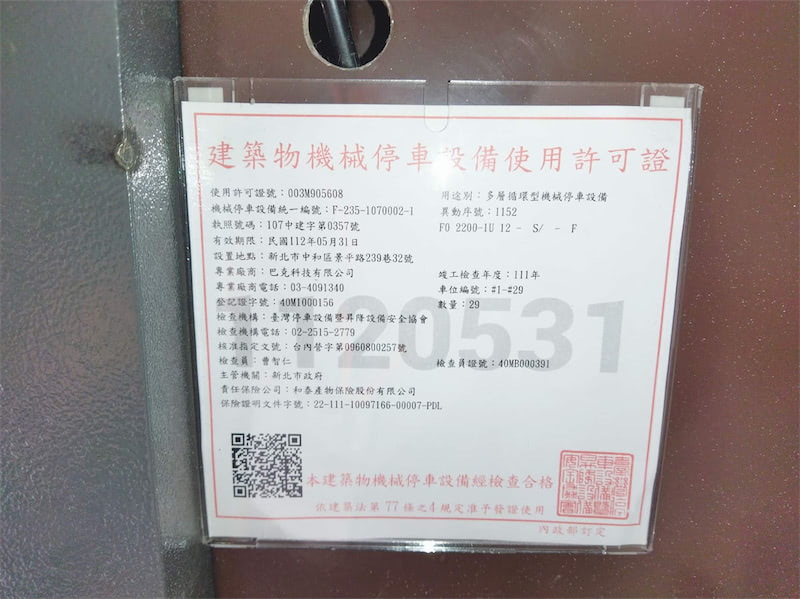 建築物機械停車設備使用許可證
使用許可證號：003M905608
用途別：多層循環型機械停車設備
機械停車設備統一編號：F-235-1070002-1
異動序號：1152
執照號碼：107中建字第0357號
F0 2200-1U 12 - S/ - F
有效期限：民國112年05月31日
設置地點：新北市中和區景平路239巷32號
專業廠商：巴克科技有限公司
竣工檢查年度：111年
專業廠商電話：03-4091340
車位編號：#1-#29
登記證字號：40M1000156
數量：29
檢查機構：臺灣停車設備暨昇降設備安全協會
檢查機構電話：02-2515-2779
核准指定文號：台內營字第0960800257號
檢查員：曹智仁
檢查員證號：40MB000391
主管機關：新北市政府
責任保險公司：和泰產物保險股份有限公司
保險證明文件字號：22-111-10097166-00007-PDL
1120531
本建築物機械停車設備經檢查合格
依建築法第77條之4規定准予發證使用
內政部訂定